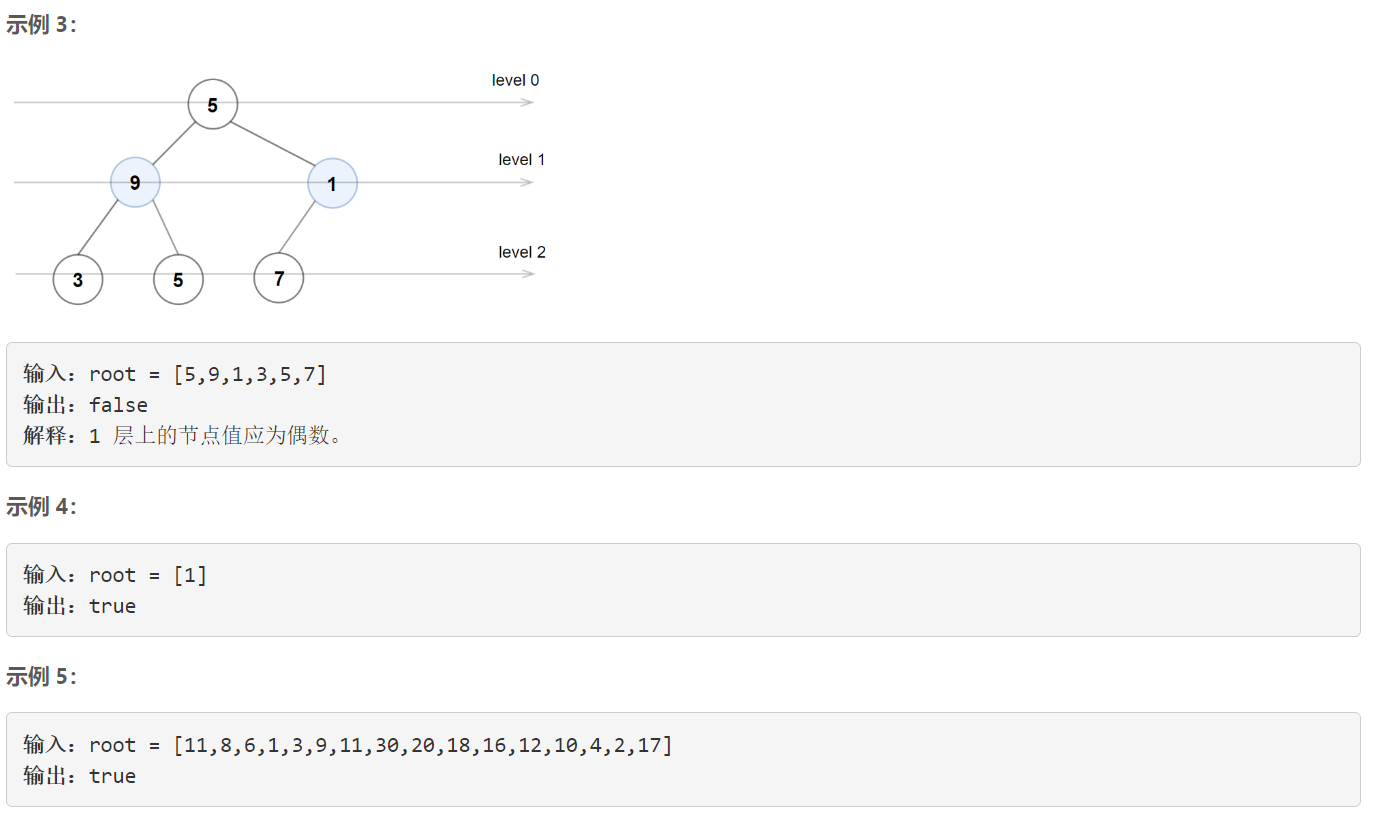 示例 3：
level 0
5
level 1
9 1
level 2
3 5 7
输入：root = [5,9,1,3,5,7]
输出：false
解释：1 层上的节点值应为偶数。
示例 4：
输入：root = [1]
输出：true
示例 5：
输入：root = [11,8,6,1,3,9,11,30,20,18,16,12,10,4,2,17]
输出：true